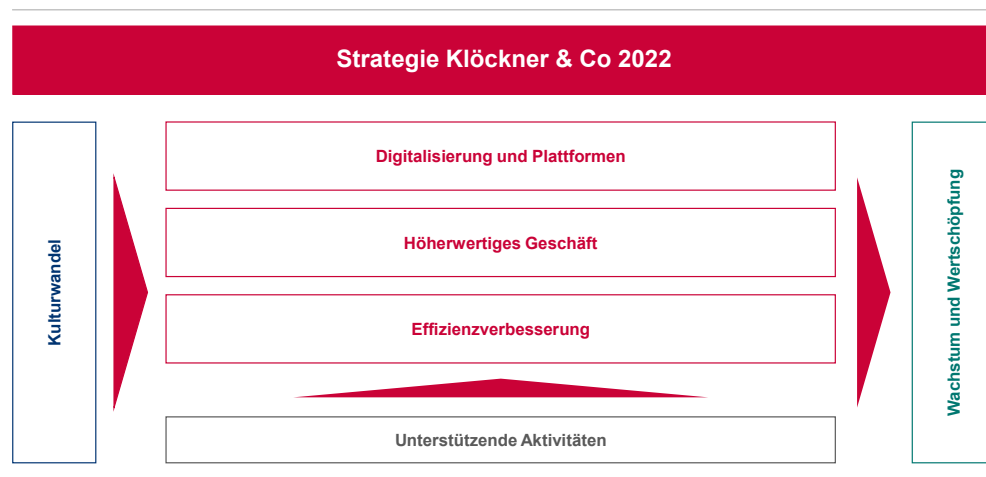 Strategie Klöckner & Co 2022
Kulturwandel
Digitalisierung und Plattformen
Höherwertiges Geschäft
Effizienzverbesserung
Unterstützende Aktivitäten
Wachstum und Wertschöpfung